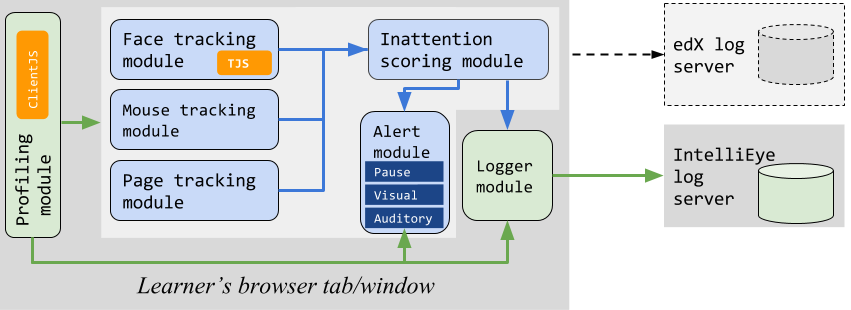 ClientJS
Profiling
module
Face tracking
module
TJS
Mouse tracking
module
Page tracking
module
Inattention
scoring module
Alert
module
Pause
Visual
Auditory
Logger
module
Learner’s browser tab/window
edX log
server
IntelliEye
log
server